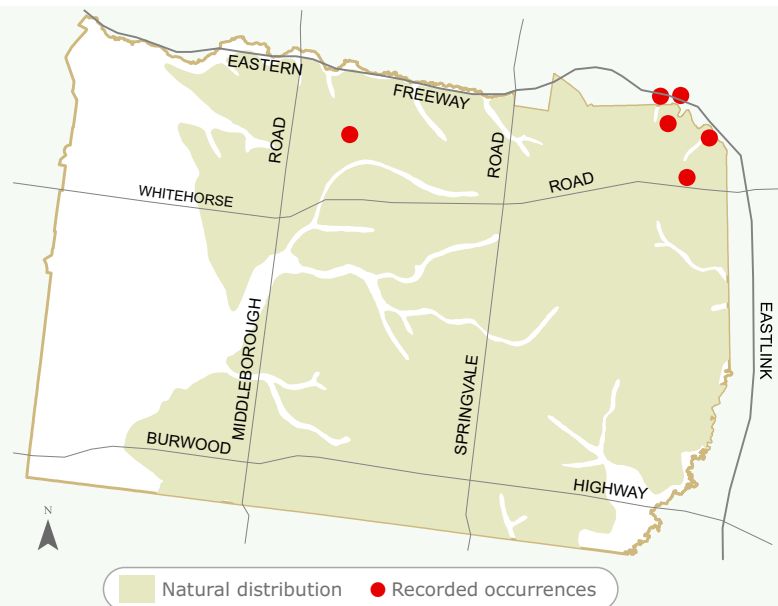 EASTERN
FREEWAY
ROAD
ROAD
WHITEHORSE
ROAD
EASTLINK
MIDDLEBOROUGH
SPRINGVALE
BURWOOD
HIGHWAY
N
Natural distribution
Recorded occurrences